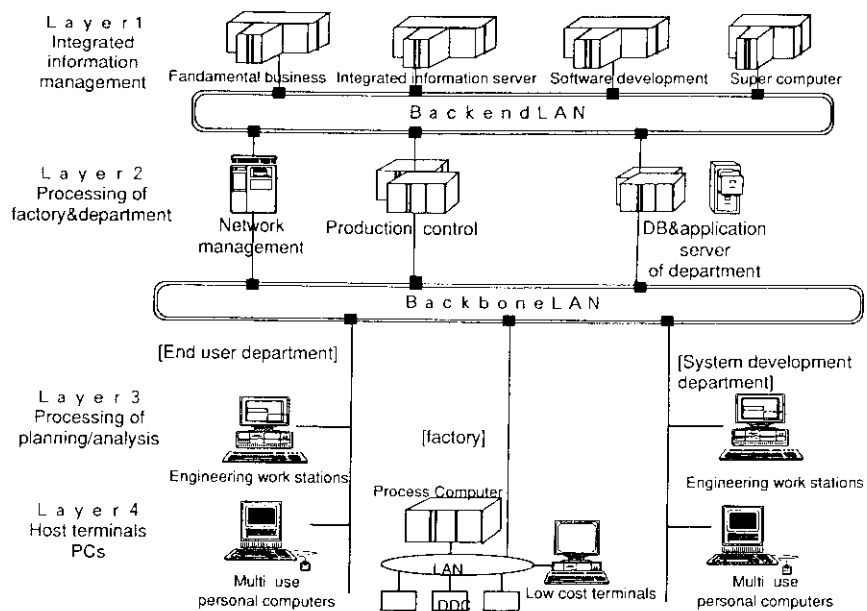 Layer1
Integrated
information
management
Fandamental business
Integrated information server
Software development
Super computer
BackendLAN
Layer2
Processing of
factory&department
Network
management
Production control
DB&application
server
of department
BackboneLAN
[End user department]
[System development
department]
Layer3
Processing of
planning/analysis
[factory]
Engineering work stations
Engineering work stations
Process Computer
Layer4
Host terminals
PCs
LAN
Multi use
personal computers
DDC
Low cost terminals
Multi use
personal computers